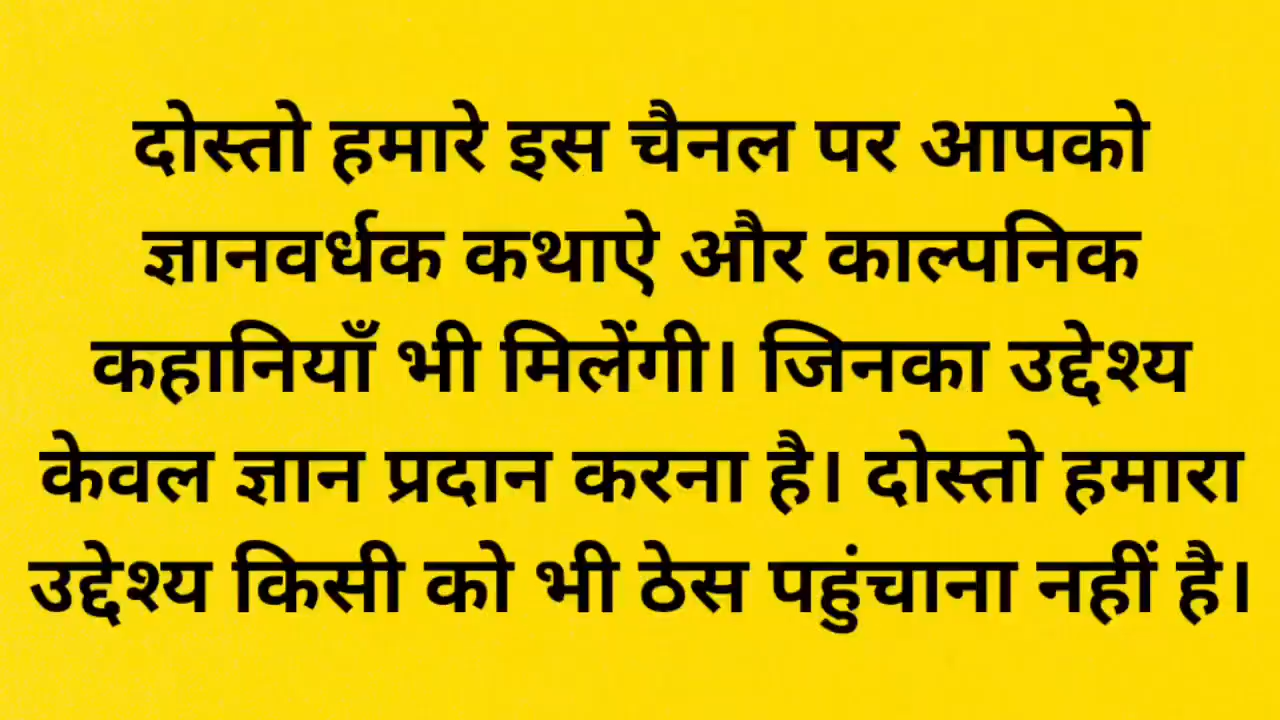 दोस्तो हमारे इस चैनल पर आपको
ज्ञानवर्धक कथाऐ और काल्पनिक
कहानियाँ भी मिलेंगी। जिनका उद्देश्य
केवल ज्ञान प्रदान करना है। दोस्तो हमारा
उद्देश्य किसी को भी ठेस पहुंचाना नहीं है।